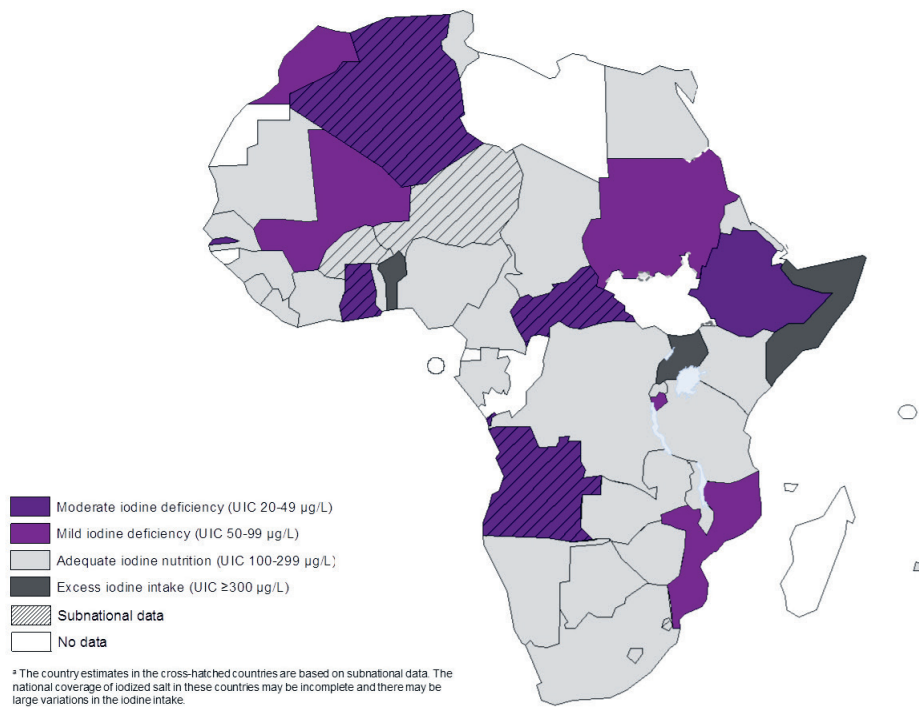 Moderate iodine deficiency (UIC 20-49 µg/L)
Mild iodine deficiency (UIC 50-99 µg/L)
Adequate iodine nutrition (UIC 100-299 µg/L)
Excess iodine intake (UIC ≥300 µg/L)
Subnational data
No data
ᵃ The country estimates in the cross-hatched countries are based on subnational data. The
national coverage of iodized salt in these countries may be incomplete and there may be
large variations in the iodine intake.